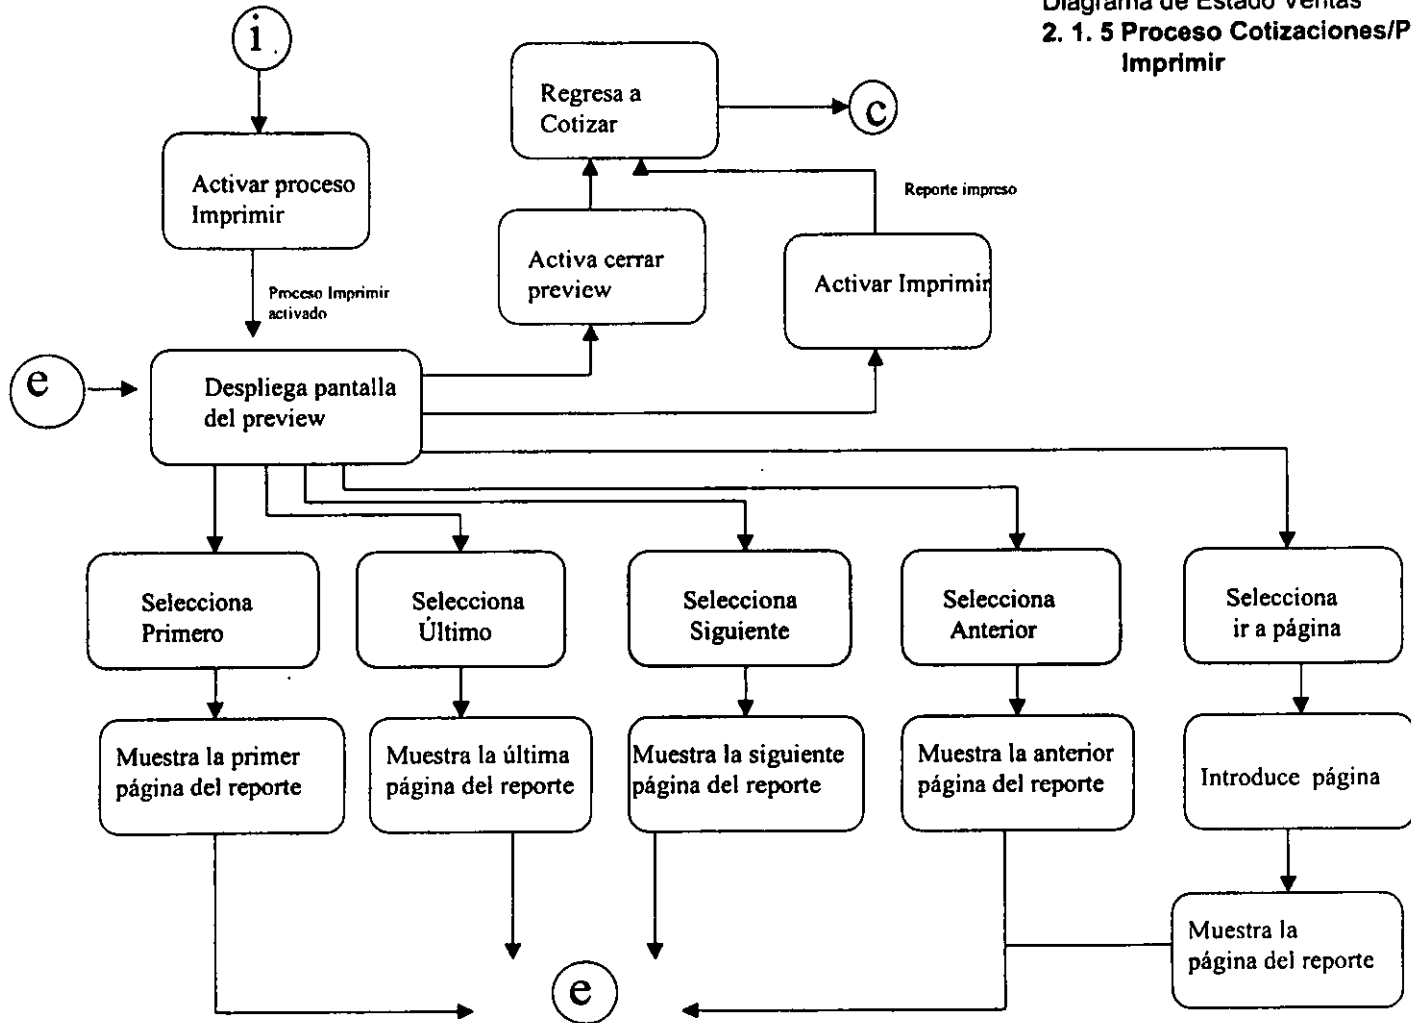 Diagrama de Estado Ventas
2. 1. 5 Proceso Cotizaciones/P
Imprimir
i
Regresa a
Cotizar
c
Activar proceso
Imprimir
Reporte impreso
Activa cerrar
preview
Activar Imprimir
Proceso Imprimir
activado
e
Despliega pantalla
del preview
Selecciona
Primero
Selecciona
Último
Selecciona
Siguiente
Selecciona
Anterior
Selecciona
ir a página
Muestra la primer
página del reporte
Muestra la última
página del reporte
Muestra la siguiente
página del reporte
Muestra la anterior
página del reporte
Introduce página
Muestra la
página del reporte
e